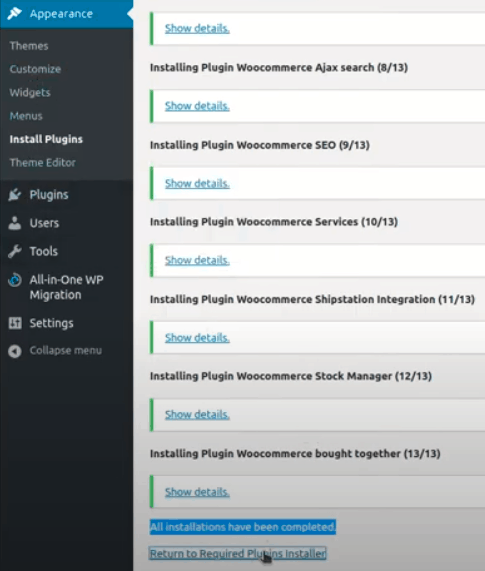 Appearance
Themes
Customize
Widgets
Menus
Install Plugins
Theme Editor
Plugins
Users
Tools
All-in-One WP
Migration
Settings
Collapse menu
Show details.
Installing Plugin Woocommerce Ajax search (8/13)
Show details.
Installing Plugin Woocommerce SEO (9/13)
Show details.
Installing Plugin Woocommerce Services (10/13)
Show details.
Installing Plugin Woocommerce Shipstation Integration (11/13)
Show details.
Installing Plugin Woocommerce Stock Manager (12/13)
Show details.
Installing Plugin Woocommerce bought together (13/13)
Show details.
All installations have been completed.
Return to Required Plugins Installer